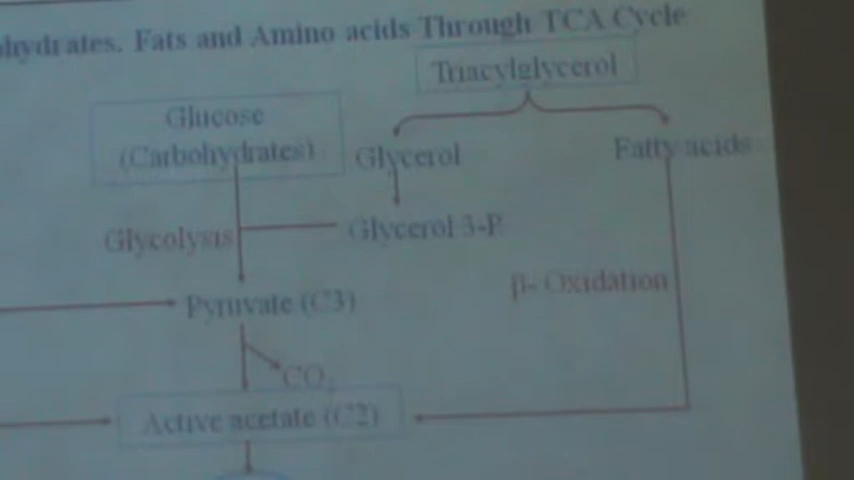 ohydrates, Fats and Amino acids Through TCA Cycle
Triacylglycerol
Glucose
(Carbohydrates)
Glycerol
Fatty acids
Glycolysis
Glycerol 3-P
β- Oxidation
Pyruvate (C3)
CO₂
Active acetate (C2)